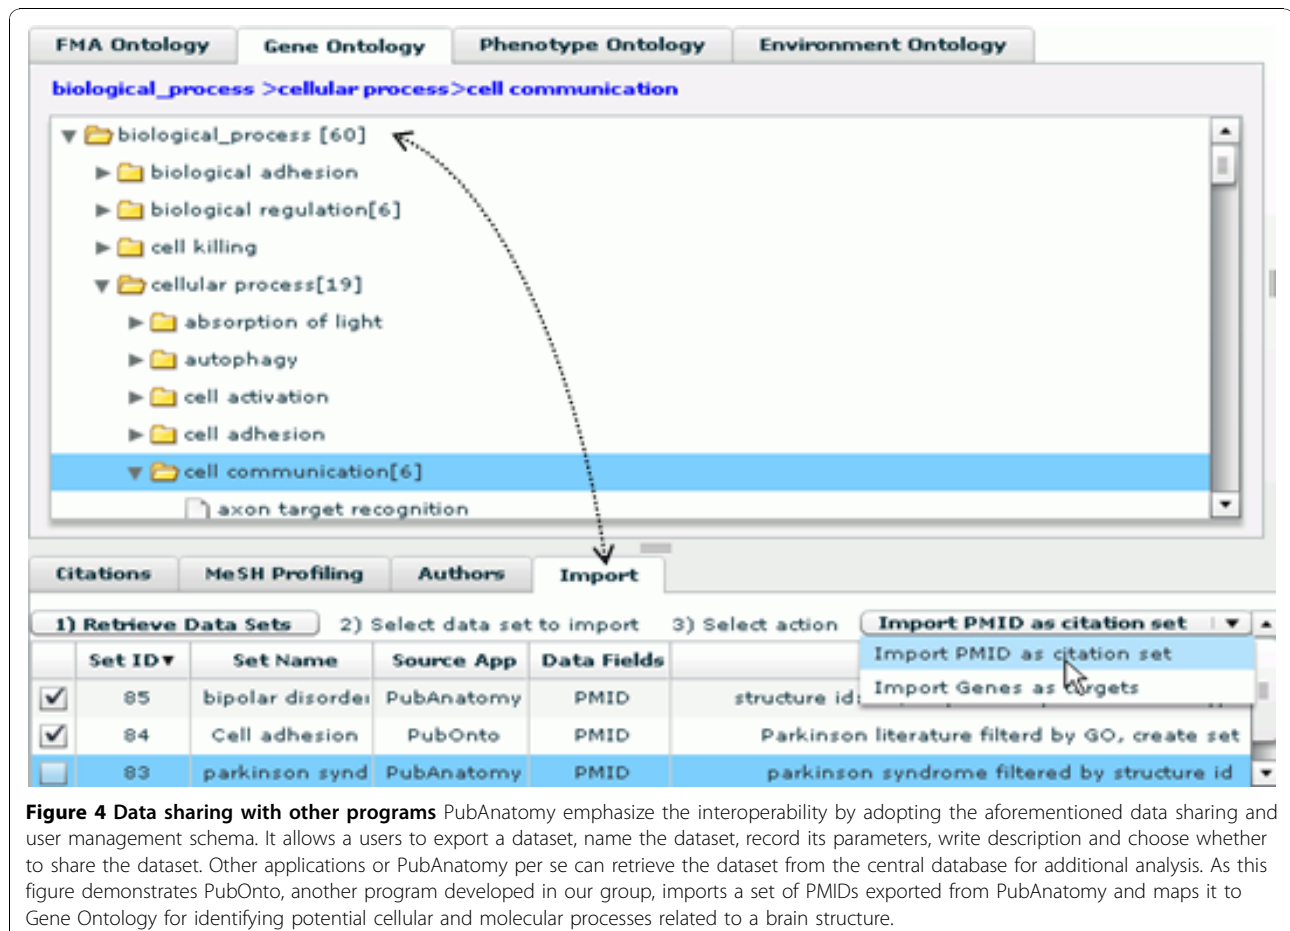 FMA Ontology Gene Ontology Phenotype Ontology Environment Ontology
biological_process >cellular process>cell communication
biological_process [60]
biological adhesion
biological regulation[6]
cell killing
cellular process[19]
absorption of light
autophagy
cell activation
cell adhesion
cell communication[6]
axon target recognition
Citations MeSH Profiling Authors Import
1) Retrieve Data Sets 2) Select data set to import 3) Select action Import PMID as citation set
Set ID Set Name Source App Data Fields
Import PMID as citation set
Import Genes as targets
85 bipolar disorder PubAnatomy PMID structure id:
84 Cell adhesion PubOnto PMID Parkinson literature filterd by GO, create set
83 parkinson synd PubAnatomy PMID parkinson syndrome filtered by structure id
Figure 4 Data sharing with other programs PubAnatomy emphasize the interoperability by adopting the aforementioned data sharing and
user management schema. It allows a users to export a dataset, name the dataset, record its parameters, write description and choose whether
to share the dataset. Other applications or PubAnatomy per se can retrieve the dataset from the central database for additional analysis. As this
figure demonstrates PubOnto, another program developed in our group, imports a set of PMIDs exported from PubAnatomy and maps it to
Gene Ontology for identifying potential cellular and molecular processes related to a brain structure.